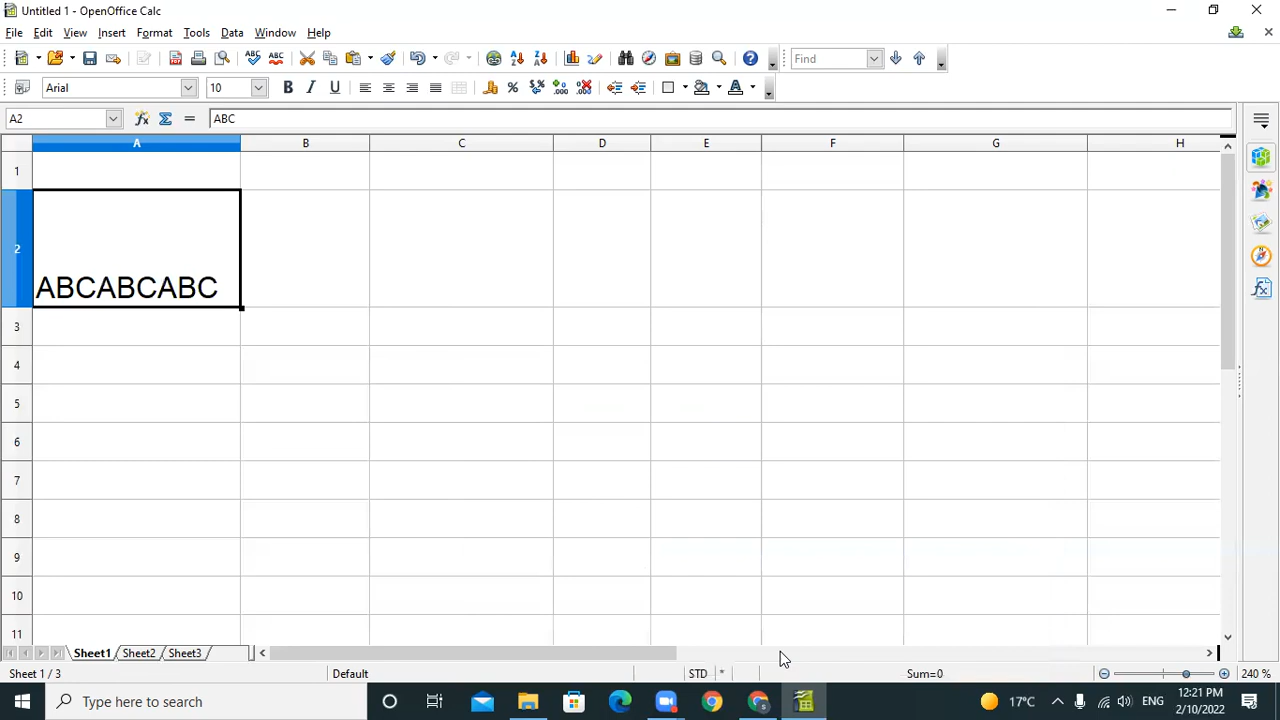 Untitled 1 - OpenOffice Calc
File Edit View Insert Format Tools Data Window Help
Find
Arial 10
A2 ABC
A B C D E F G H
1
2 ABCABCABC
3
4
5
6
7
8
9
10
11
Sheet1 Sheet2 Sheet3
Sheet 1 / 3 Default STD * Sum=0 240 %
Type here to search 17°C ENG 12:21 PM
2/10/2022